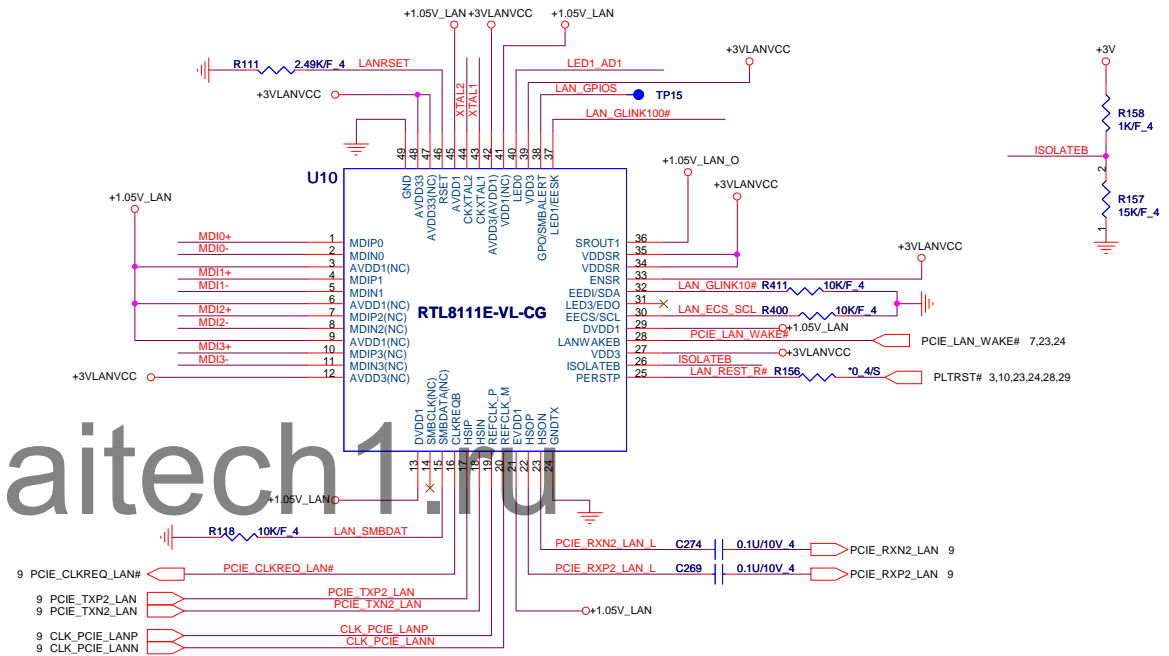 +1.05V_LAN +3VLANVCC +1.05V_LAN
R111 2.49K/F_4 LANRSET
LED1_AD1
+3VLANVCC
+3V
+3VLANVCC
XTAL2
XTAL1
LAN_GPIOS
TP15
LAN_GLINK100#
R158
1K/F_4
ISOLATEB
2
R157
15K/F_4
1
49 48 47 46 45 44 43 42 41 40 39 38 37
GND
AVDD33
AVDD33(NC)
RSET
AVDD1
CKXTAL2
CKXTAL1
AVDD3(AVDD1)
VDD1(NC)
LED0
VDD3
GPO/SMBALERT
LED1/EESK
U10
RTL8111E-VL-CG
+1.05V_LAN
+1.05V_LAN_O
+3VLANVCC
+3VLANVCC
MDI0+ 1 MDIP0
MDI0- 2 MDIN0
3 AVDD1(NC)
MDI1+ 4 MDIP1
MDI1- 5 MDIN1
6 AVDD1(NC)
MDI2+ 7 MDIP2(NC)
MDI2- 8 MDIN2(NC)
9 AVDD1(NC)
MDI3+ 10 MDIP3(NC)
MDI3- 11 MDIN3(NC)
+3VLANVCC 12 AVDD3(NC)
SROUT1 36
VDDSR 35
VDDSR 34
ENSR 33
EEDI/SDA 32 LAN_GLINK10# R411 10K/F_4
LED3/EDO 31
EECS/SCL 30 LAN_ECS_SCL R400 10K/F_4
DVDD1 29 +1.05V_LAN
LANWAKEB 28 PCIE_LAN_WAKE# PCIE_LAN_WAKE# 7,23,24
VDD3 27 +3VLANVCC
ISOLATEB 26 ISOLATEB
PERSTP 25 LAN_REST_R# R156 *0_4/S PLTRST# 3,10,23,24,28,29
DVDD1
SMBCLK(NC)
SMBDATA(NC)
CLKREQB
HSIP
HSIN
REFCLK_P
REFCLK_M
EVDD1
HSOP
HSON
GNDTX
13 14 15 16 17 18 19 20 21 22 23 24
aitech1.ru
+1.05V_LAN
R118 10K/F_4 LAN_SMBDAT
PCIE_RXN2_LAN_L C274 0.1U/10V_4 PCIE_RXN2_LAN 9
9 PCIE_CLKREQ_LAN# PCIE_CLKREQ_LAN#
PCIE_RXP2_LAN_L C269 0.1U/10V_4 PCIE_RXP2_LAN 9
9 PCIE_TXP2_LAN PCIE_TXP2_LAN
9 PCIE_TXN2_LAN PCIE_TXN2_LAN
+1.05V_LAN
9 CLK_PCIE_LANP CLK_PCIE_LANP
9 CLK_PCIE_LANN CLK_PCIE_LANN